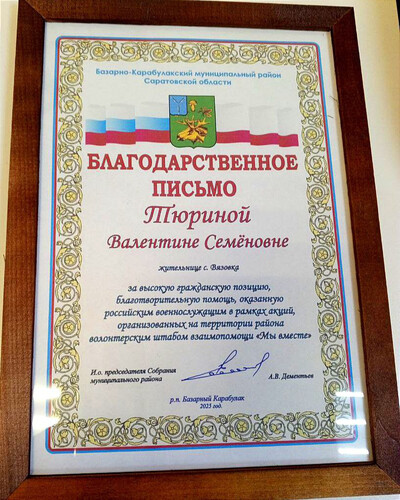 Базарно-Карабулакский муниципальный район
Саратовской области
БЛАГОДАРСТВЕННОЕ
ПИСЬМО
Тюриной
Валентине Семёновне
жительнице с. Вязовка
за высокую гражданскую позицию,
благотворительную помощь, оказанную
российским военнослужащим в рамках акций,
организованных на территории района
волонтерским штабом взаимопомощи «Мы вместе»
И.о. председателя Собрания
муниципального района
А.В. Дементьев
р.п. Базарный Карабулак
2023 год.